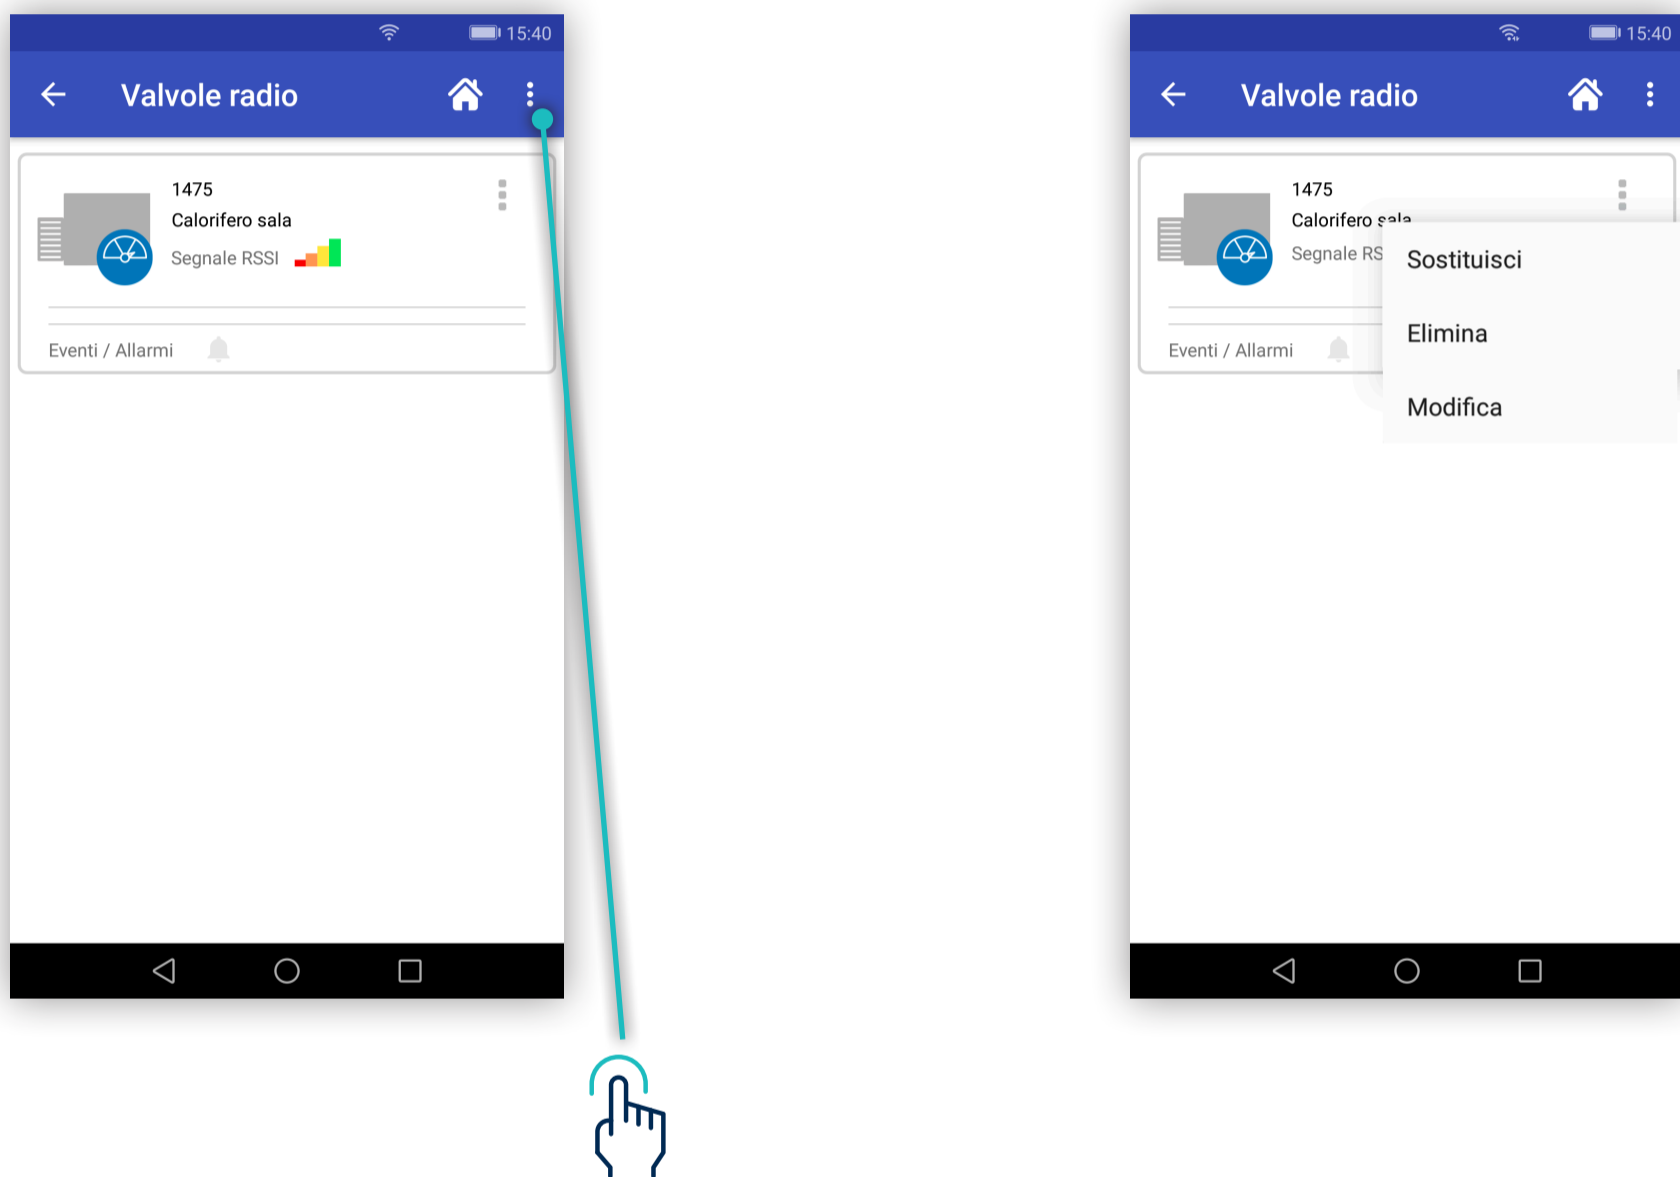 15:40
Valvole radio
1475
Calorifero sala
Segnale RSSI
Eventi / Allarmi
15:40
Valvole radio
1475
Calorifero sala
Segnale RS
Sostituisci
Elimina
Modifica
Eventi / Allarmi